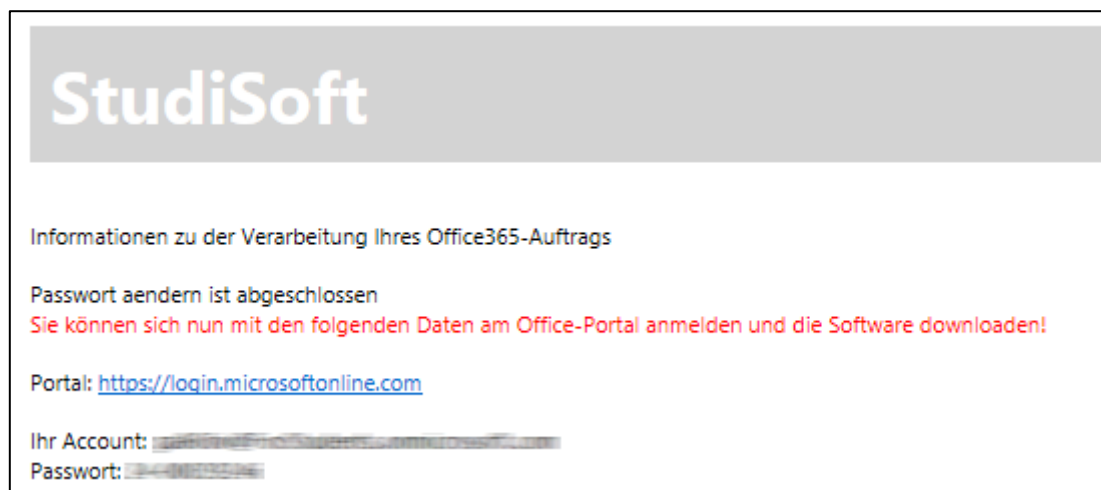 StudiSoft
Informationen zu der Verarbeitung Ihres Office365-Auftrags
Passwort aendern ist abgeschlossen
Sie können sich nun mit den folgenden Daten am Office-Portal anmelden und die Software downloaden!
Portal: https://login.microsoftonline.com
Ihr Account:
Passwort: